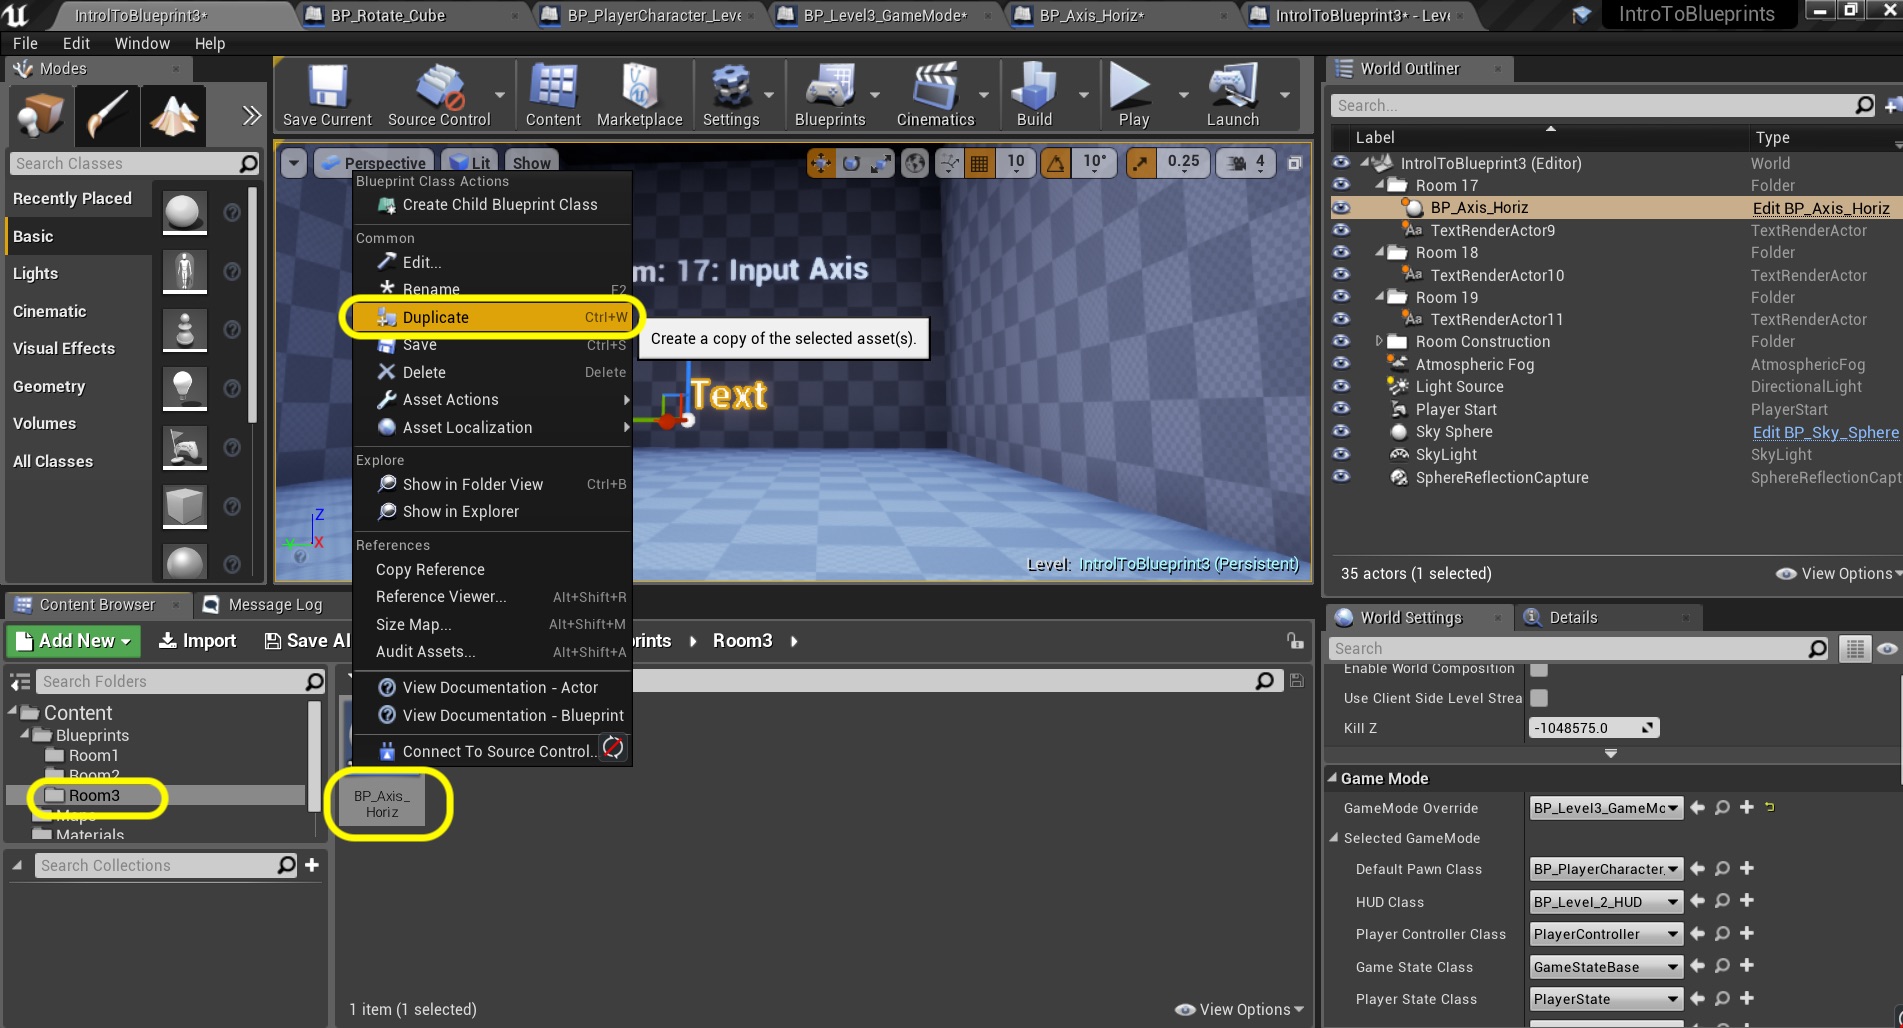 IntrolToBlueprint3*
BP_Rotate_Cube
BP_PlayerCharacter_Leve
BP_Level3_GameMode*
BP_Axis_Horiz*
IntrolToBlueprint3* - Leve
IntroToBlueprints
File Edit Window Help
Modes
Search Classes
Recently Placed
Basic
Lights
Cinematic
Visual Effects
Geometry
Volumes
All Classes
Save Current
Source Control
Content
Marketplace
Settings
Blueprints
Cinematics
Build
Play
Launch
Perspective
Lit
Show
10
10°
0.25
4
m: 17: Input Axis
Text
Z
X
Level: IntrolToBlueprint3 (Persistent)
Blueprint Class Actions
Create Child Blueprint Class
Common
Edit...
Rename F2
Duplicate Ctrl+W
Create a copy of the selected asset(s).
Save Ctrl+S
Delete Delete
Asset Actions
Asset Localization
Explore
Show in Folder View Ctrl+B
Show in Explorer
References
Copy Reference
Reference Viewer... Alt+Shift+R
Size Map... Alt+Shift+M
Audit Assets... Alt+Shift+A
View Documentation - Actor
View Documentation - Blueprint
Connect To Source Control...
World Outliner
Search...
Label Type
IntrolToBlueprint3 (Editor) World
Room 17 Folder
BP_Axis_Horiz Edit BP_Axis_Horiz
TextRenderActor9 TextRenderActor
Room 18 Folder
TextRenderActor10 TextRenderActor
Room 19 Folder
TextRenderActor11 TextRenderActor
Room Construction Folder
Atmospheric Fog AtmosphericFog
Light Source DirectionalLight
Player Start PlayerStart
Sky Sphere Edit BP_Sky_Sphere
SkyLight SkyLight
SphereReflectionCapture SphereReflectionCapt
35 actors (1 selected)
View Options
Content Browser
Message Log
Add New
Import
Save Al
rints
Room3
Search Folders
Content
Blueprints
Room1
Room2
Room3
Maps
Materials
Search Collections
BP_Axis_
Horiz
1 item (1 selected)
View Options
World Settings
Details
Search
Enable World Composition
Use Client Side Level Strea
Kill Z -1048575.0
Game Mode
GameMode Override BP_Level3_GameMo
Selected GameMode
Default Pawn Class BP_PlayerCharacter_
HUD Class BP_Level_2_HUD
Player Controller Class PlayerController
Game State Class GameStateBase
Player State Class PlayerState